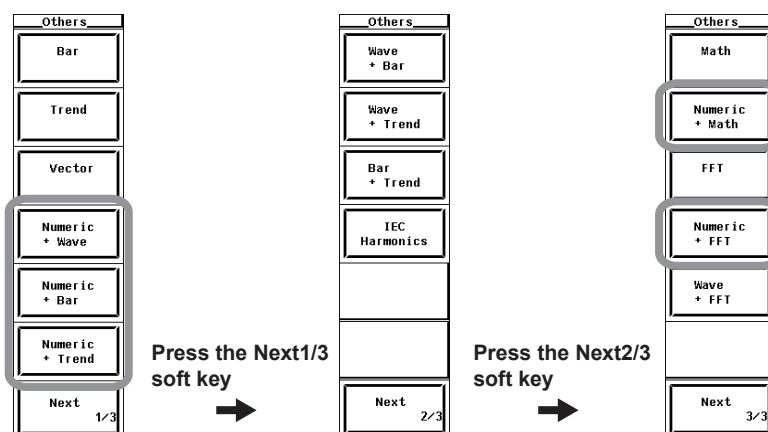 Others
Bar
Trend
Vector
Numeric
+ Wave
Numeric
+ Bar
Numeric
+ Trend
Next
1/3
Press the Next1/3
soft key
Others
Wave
+ Bar
Wave
+ Trend
Bar
+ Trend
IEC
Harmonics
Next
2/3
Press the Next2/3
soft key
Others
Math
Numeric
+ Math
FFT
Numeric
+ FFT
Wave
+ FFT
Next
3/3